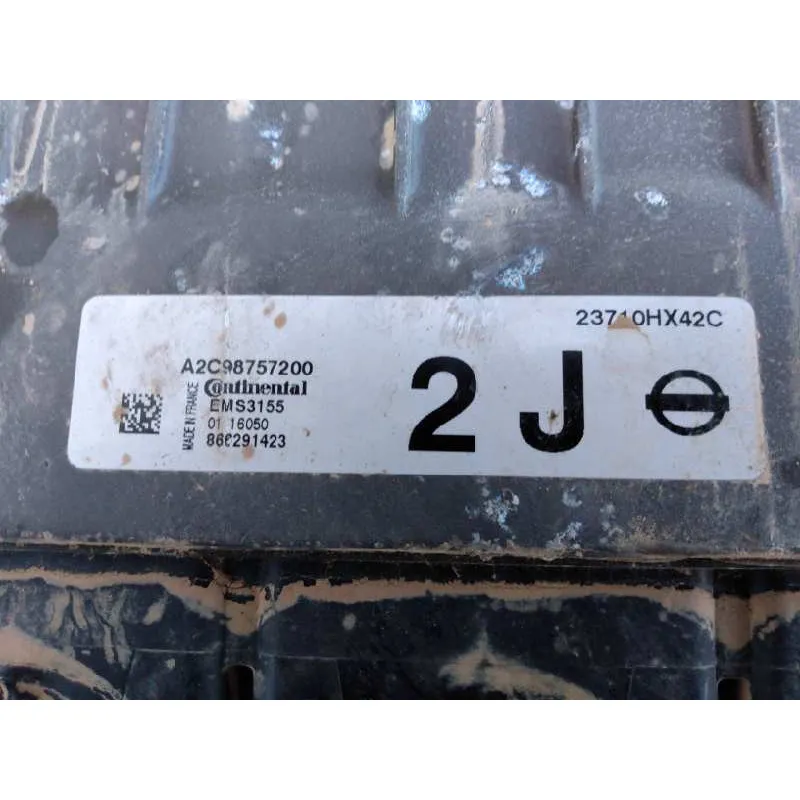 23710HX42C
A2C98757200
Continental
EMS3155
01 16050
866291423
MADE IN FRANCE
2 J